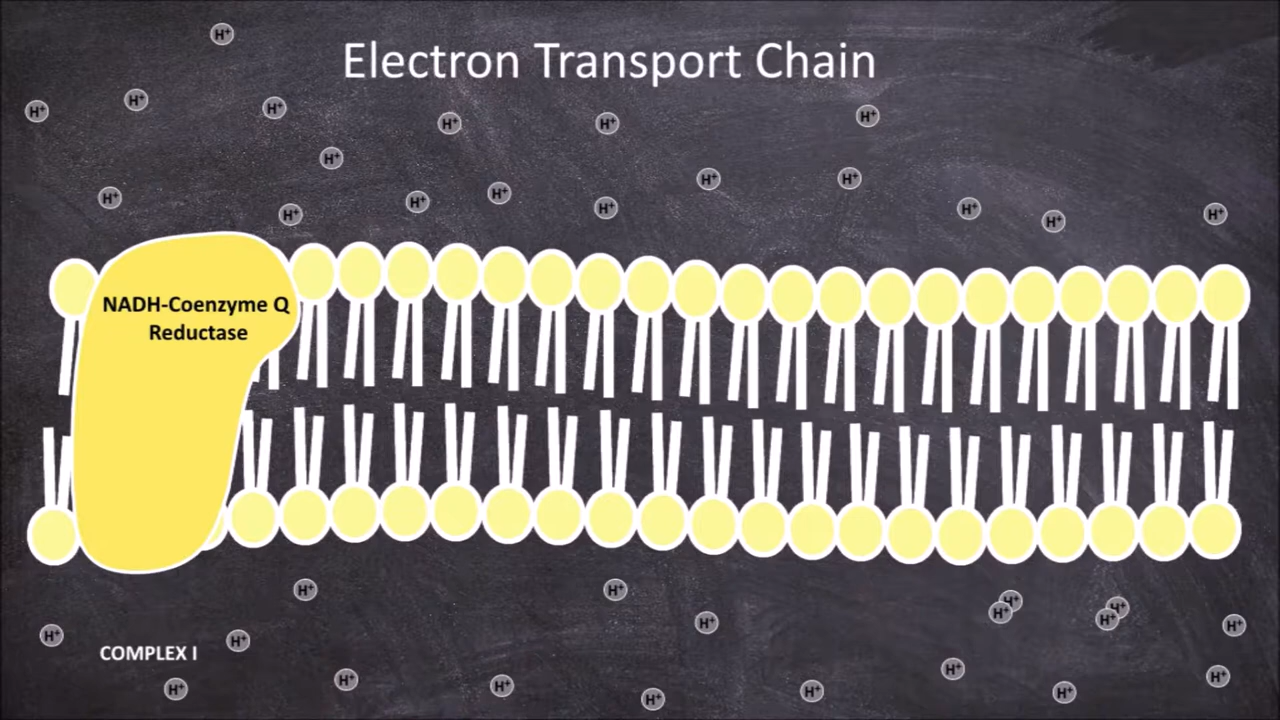 H⁺
Electron Transport Chain
H⁺ H⁺ H⁺ H⁺ H⁺ H⁺
H⁺ H⁺ H⁺
H⁺ H⁺ H⁺ H⁺ H⁺ H⁺ H⁺ H⁺
NADH-Coenzyme Q
Reductase
H⁺ H⁺ H⁺ H⁺
H⁺ H⁺ H⁺ H⁺
H⁺ H⁺
COMPLEX I
H⁺ H⁺ H⁺
H⁺ H⁺ H⁺ H⁺ H⁺